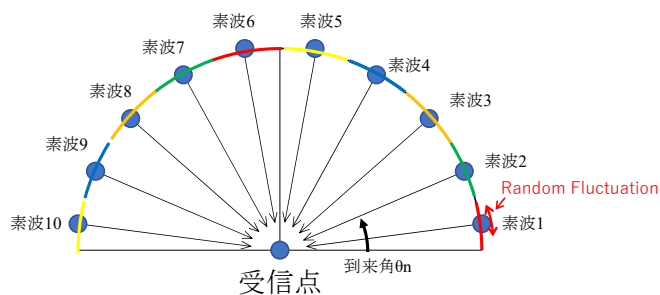 素波6
素波5
素波7
素波4
素波8
素波3
素波9
素波2
Random Fluctuation
素波10
素波1
到来角θn
受信点